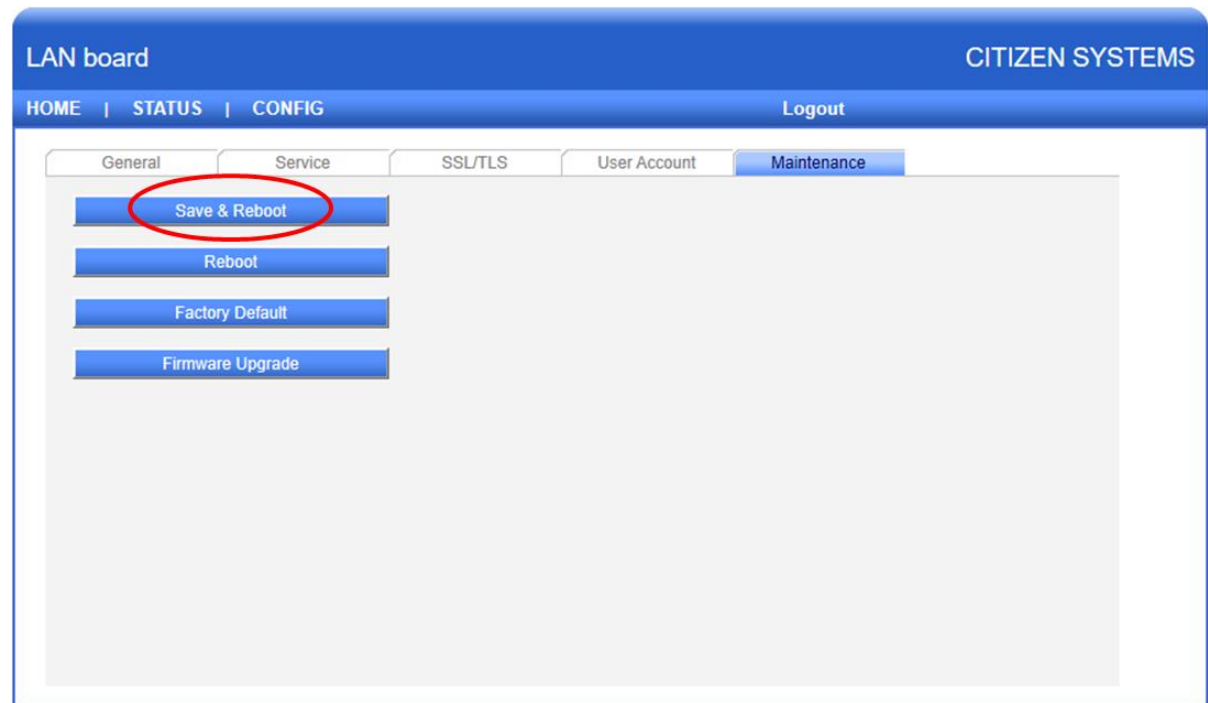 LAN board CITIZEN SYSTEMS
HOME | STATUS | CONFIG Logout
General Service SSL/TLS User Account Maintenance
Save & Reboot
Reboot
Factory Default
Firmware Upgrade